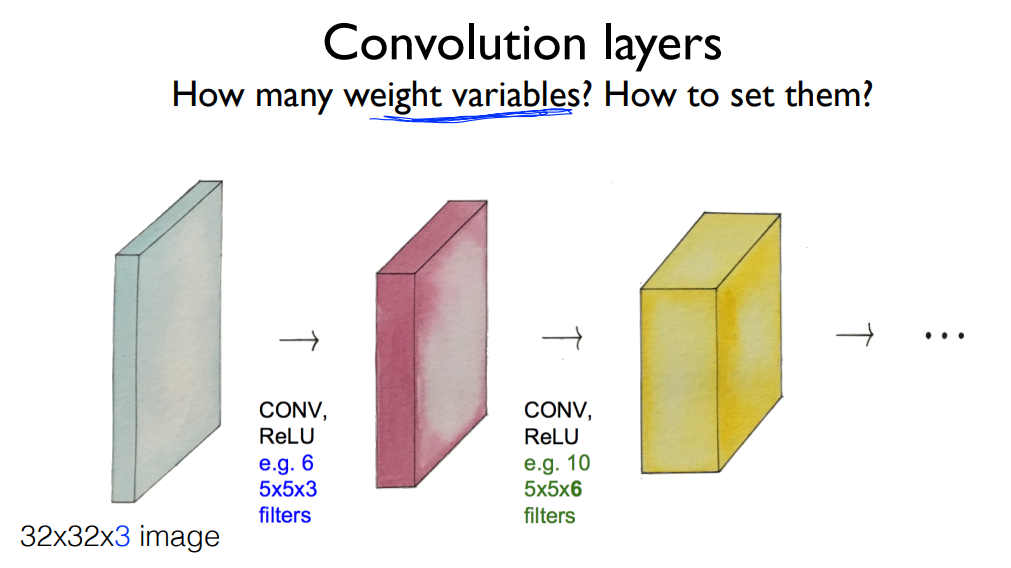 Convolution layers
How many weight variables? How to set them?
CONV,
ReLU
e.g. 6
5x5x3
filters
CONV,
ReLU
e.g. 10
5x5x6
filters
...
32x32x3 image